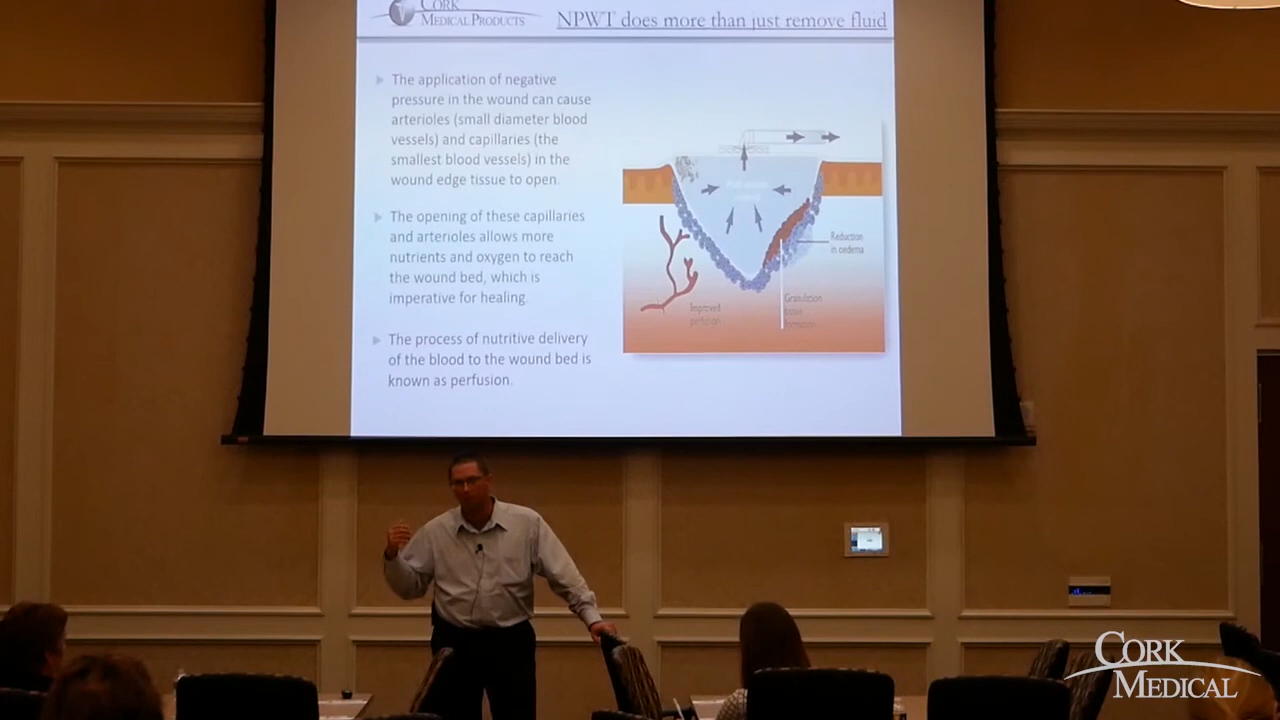 CORK
MEDICAL PRODUCTS
NPWT does more than just remove fluid
The application of negative
pressure in the wound can cause
arterioles (small diameter blood
vessels) and capillaries (the
smallest blood vessels) in the
wound edge tissue to open.
The opening of these capillaries
and arterioles allows more
nutrients and oxygen to reach
the wound bed, which is
imperative for healing.
The process of nutritive delivery
of the blood to the wound bed is
known as perfusion.
Reduction
in oedema
Improved
perfusion
Granulation
tissue
formation
CORK
MEDICAL